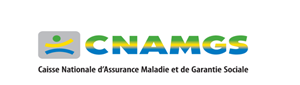 CNAMGS
Caisse Nationale d'Assurance Maladie et de Garantie Sociale